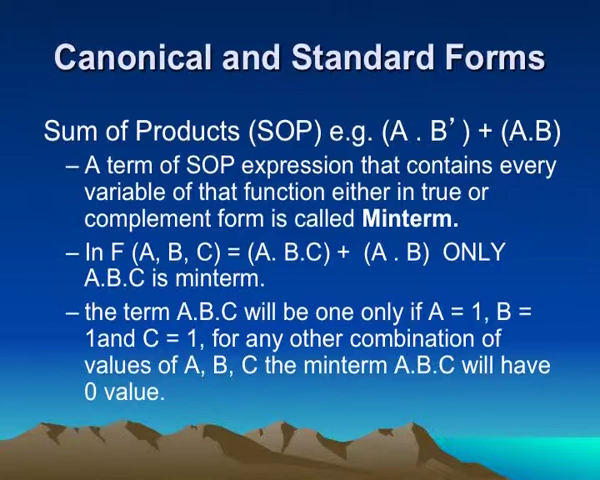 Canonical and Standard Forms
Sum of Products (SOP) e.g. (A . B’ ) + (A.B)
– A term of SOP expression that contains every
variable of that function either in true or
complement form is called Minterm.
– In F (A, B, C) = (A. B.C) + (A . B) ONLY
A.B.C is minterm.
– the term A.B.C will be one only if A = 1, B =
1and C = 1, for any other combination of
values of A, B, C the minterm A.B.C will have
0 value.